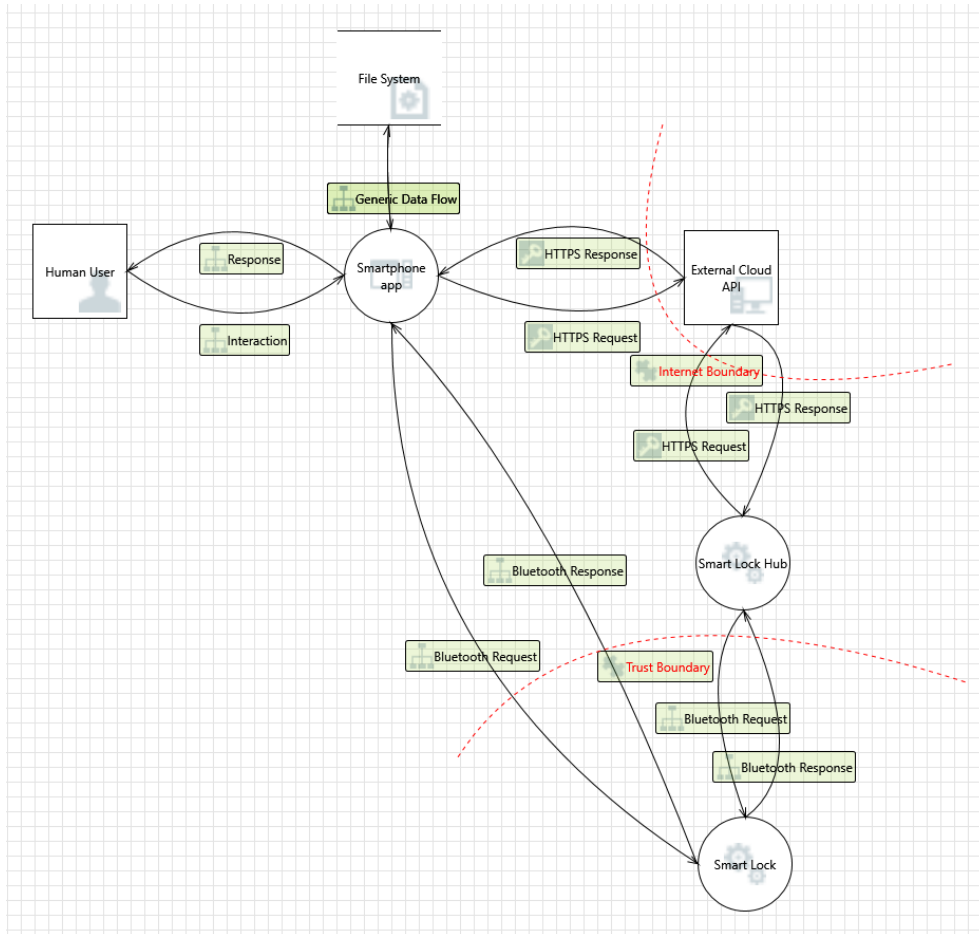 File System
Generic Data Flow
Human User
Response
Smartphone
app
HTTPS Response
External Cloud
API
Interaction
HTTPS Request
Internet Boundary
HTTPS Response
HTTPS Request
Smart Lock Hub
Bluetooth Response
Bluetooth Request
Trust Boundary
Bluetooth Request
Bluetooth Response
Smart Lock